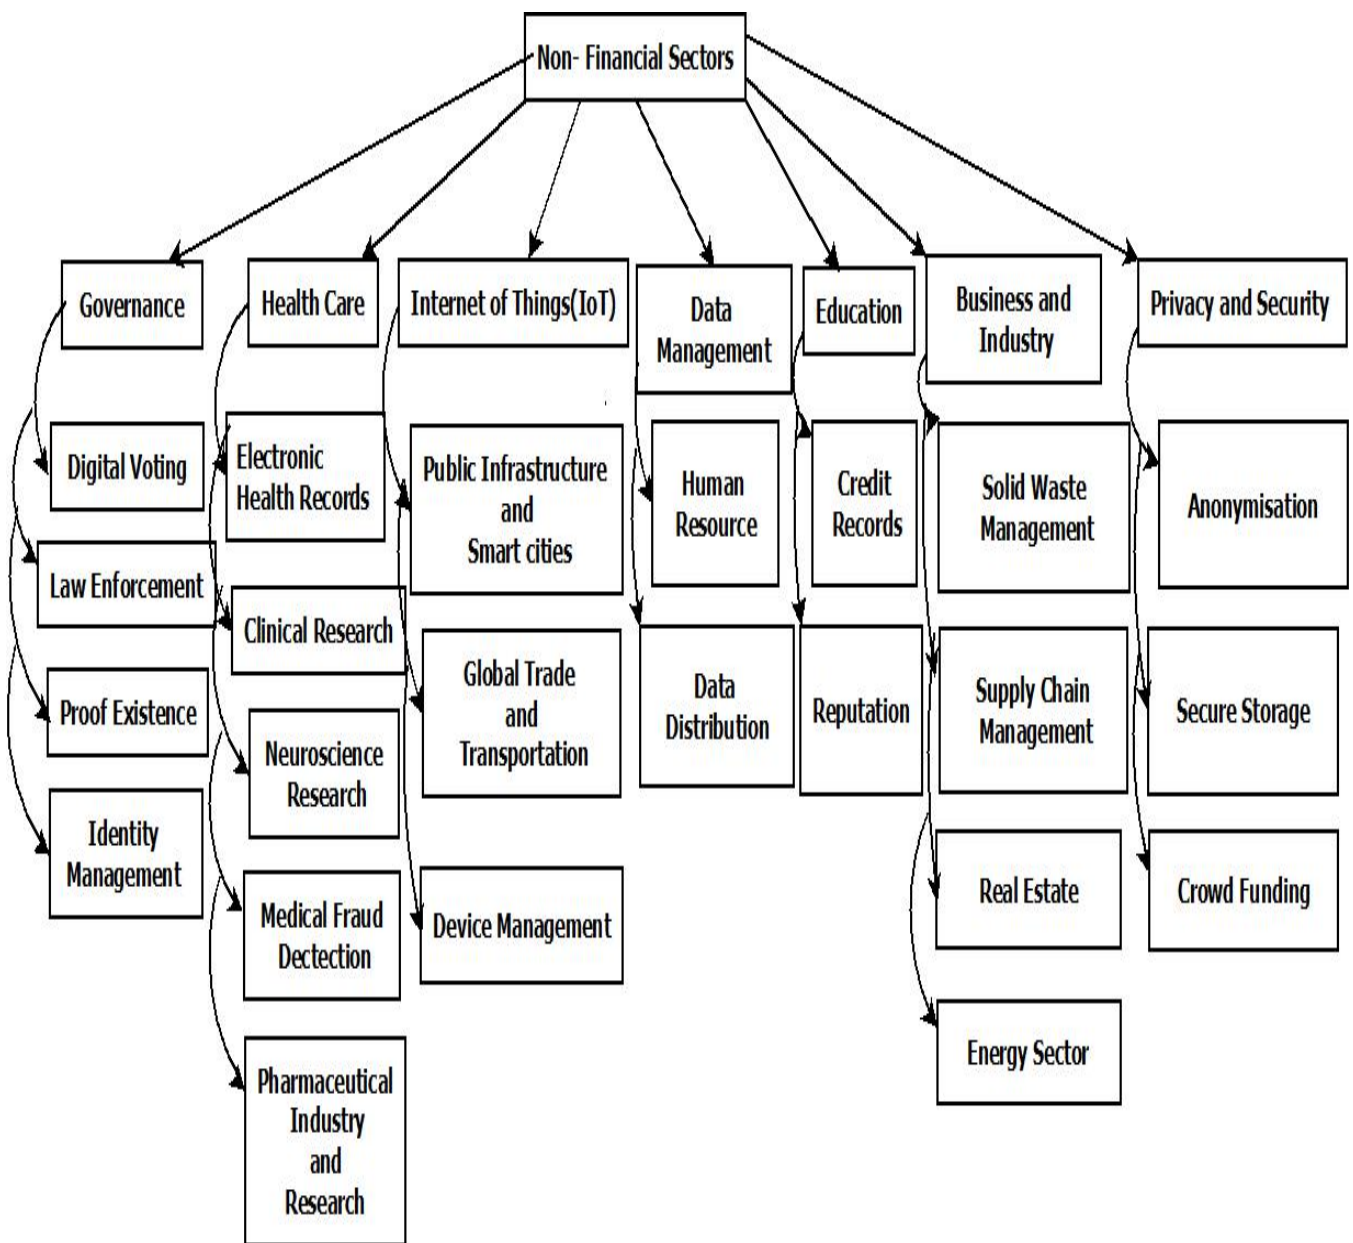 Non- Financial Sectors
Governance
Health Care
Internet of Things(IoT)
Data
Management
Education
Business and
Industry
Privacy and Security
Digital Voting
Law Enforcement
Proof Existence
Identity
Management
Electronic
Health Records
Clinical Research
Neuroscience
Research
Medical Fraud
Dectection
Pharmaceutical
Industry
and
Research
Public Infrastructure
and
Smart cities
Global Trade
and
Transportation
Device Management
Human
Resource
Data
Distribution
Credit
Records
Reputation
Solid Waste
Management
Supply Chain
Management
Real Estate
Energy Sector
Anonymisation
Secure Storage
Crowd Funding